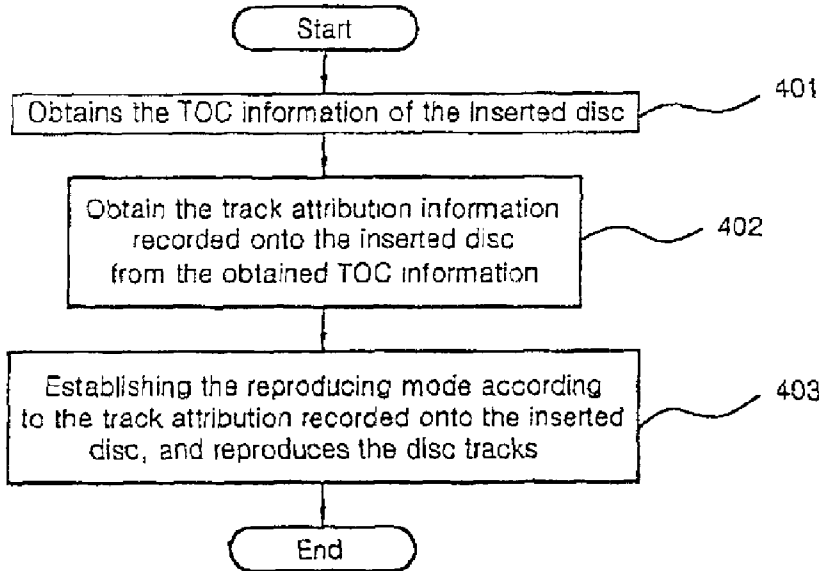 Start
Obtains the TOC information of the inserted disc
401
Obtain the track attribution information
recorded onto the inserted disc
from the obtained TOC information
402
Establishing the reproducing mode according
to the track attribution recorded onto the inserted
disc, and reproduces the disc tracks
403
End